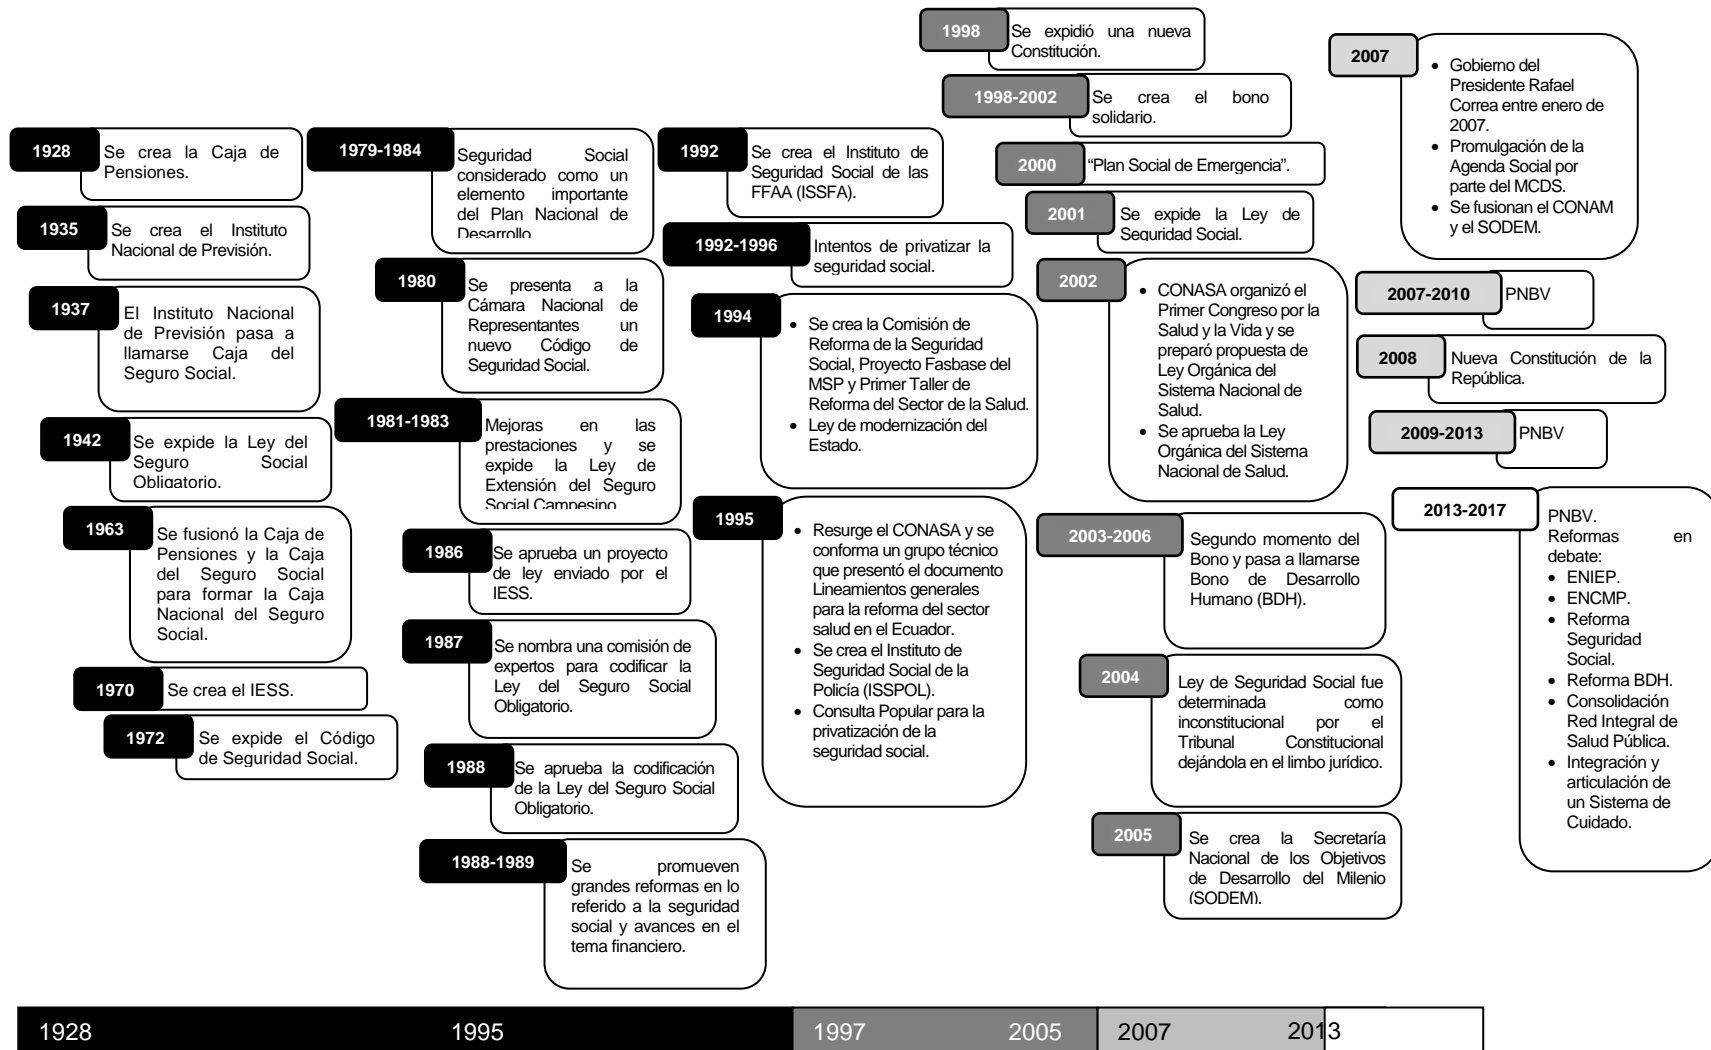 1928
Se crea la Caja de
Pensiones.
1935
Se crea el Instituto
Nacional de Previsión.
1937
El Instituto Nacional
de Previsión pasa a
llamarse Caja del
Seguro Social.
1942
Se expide la Ley del
Seguro Social
Obligatorio.
1963
Se fusionó la Caja de
Pensiones y la Caja
del Seguro Social
para formar la Caja
Nacional del Seguro
Social.
1970
Se crea el IESS.
1972
Se expide el Código
de Seguridad Social.
1979-1984
Seguridad Social
considerado como un
elemento importante
del Plan Nacional de
Desarrollo
1980
Se presenta a la
Cámara Nacional de
Representantes un
nuevo Código de
Seguridad Social.
1981-1983
Mejoras en las
prestaciones y se
expide la Ley de
Extensión del Seguro
Social Campesino
1986
Se aprueba un proyecto
de ley enviado por el
IESS.
1987
Se nombra una comisión de
expertos para codificar la
Ley del Seguro Social
Obligatorio.
1988
Se aprueba la codificación
de la Ley del Seguro Social
Obligatorio.
1988-1989
Se promueven
grandes reformas en lo
referido a la seguridad
social y avances en el
tema financiero.
1992
Se crea el Instituto de
Seguridad Social de las
FFAA (ISSFA).
1992-1996
Intentos de privatizar la
seguridad social.
1994
• Se crea la Comisión de
Reforma de la Seguridad
Social, Proyecto Fasbase del
MSP y Primer Taller de
Reforma del Sector de la Salud.
• Ley de modernización del
Estado.
1995
• Resurge el CONASA y se
conforma un grupo técnico
que presentó el documento
Lineamientos generales
para la reforma del sector
salud en el Ecuador.
• Se crea el Instituto de
Seguridad Social de la
Policía (ISSPOL).
• Consulta Popular para la
privatización de la
seguridad social.
1998
Se expidió una nueva
Constitución.
1998-2002
Se crea el bono
solidario.
2000
“Plan Social de Emergencia”.
2001
Se expide la Ley de
Seguridad Social.
2002
• CONASA organizó el
Primer Congreso por la
Salud y la Vida y se
preparó propuesta de
Ley Orgánica del
Sistema Nacional de
Salud.
• Se aprueba la Ley
Orgánica del Sistema
Nacional de Salud.
2003-2006
Segundo momento del
Bono y pasa a llamarse
Bono de Desarrollo
Humano (BDH).
2004
Ley de Seguridad Social fue
determinada como
inconstitucional por el
Tribunal Constitucional
dejándola en el limbo jurídico.
2005
Se crea la Secretaría
Nacional de los Objetivos
de Desarrollo del Milenio
(SODEM).
2007
• Gobierno del
Presidente Rafael
Correa entre enero de
2007.
• Promulgación de la
Agenda Social por
parte del MCDS.
• Se fusionan el CONAM
y el SODEM.
2007-2010
PNBV
2008
Nueva Constitución de la
República.
2009-2013
PNBV
2013-2017
PNBV.
Reformas en
debate:
• ENIEP.
• ENCMP.
• Reforma
Seguridad
Social.
• Reforma BDH.
• Consolidación
Red Integral de
Salud Pública.
• Integración y
articulación de
un Sistema de
Cuidado.
1928 1995 1997 2005 2007 2013